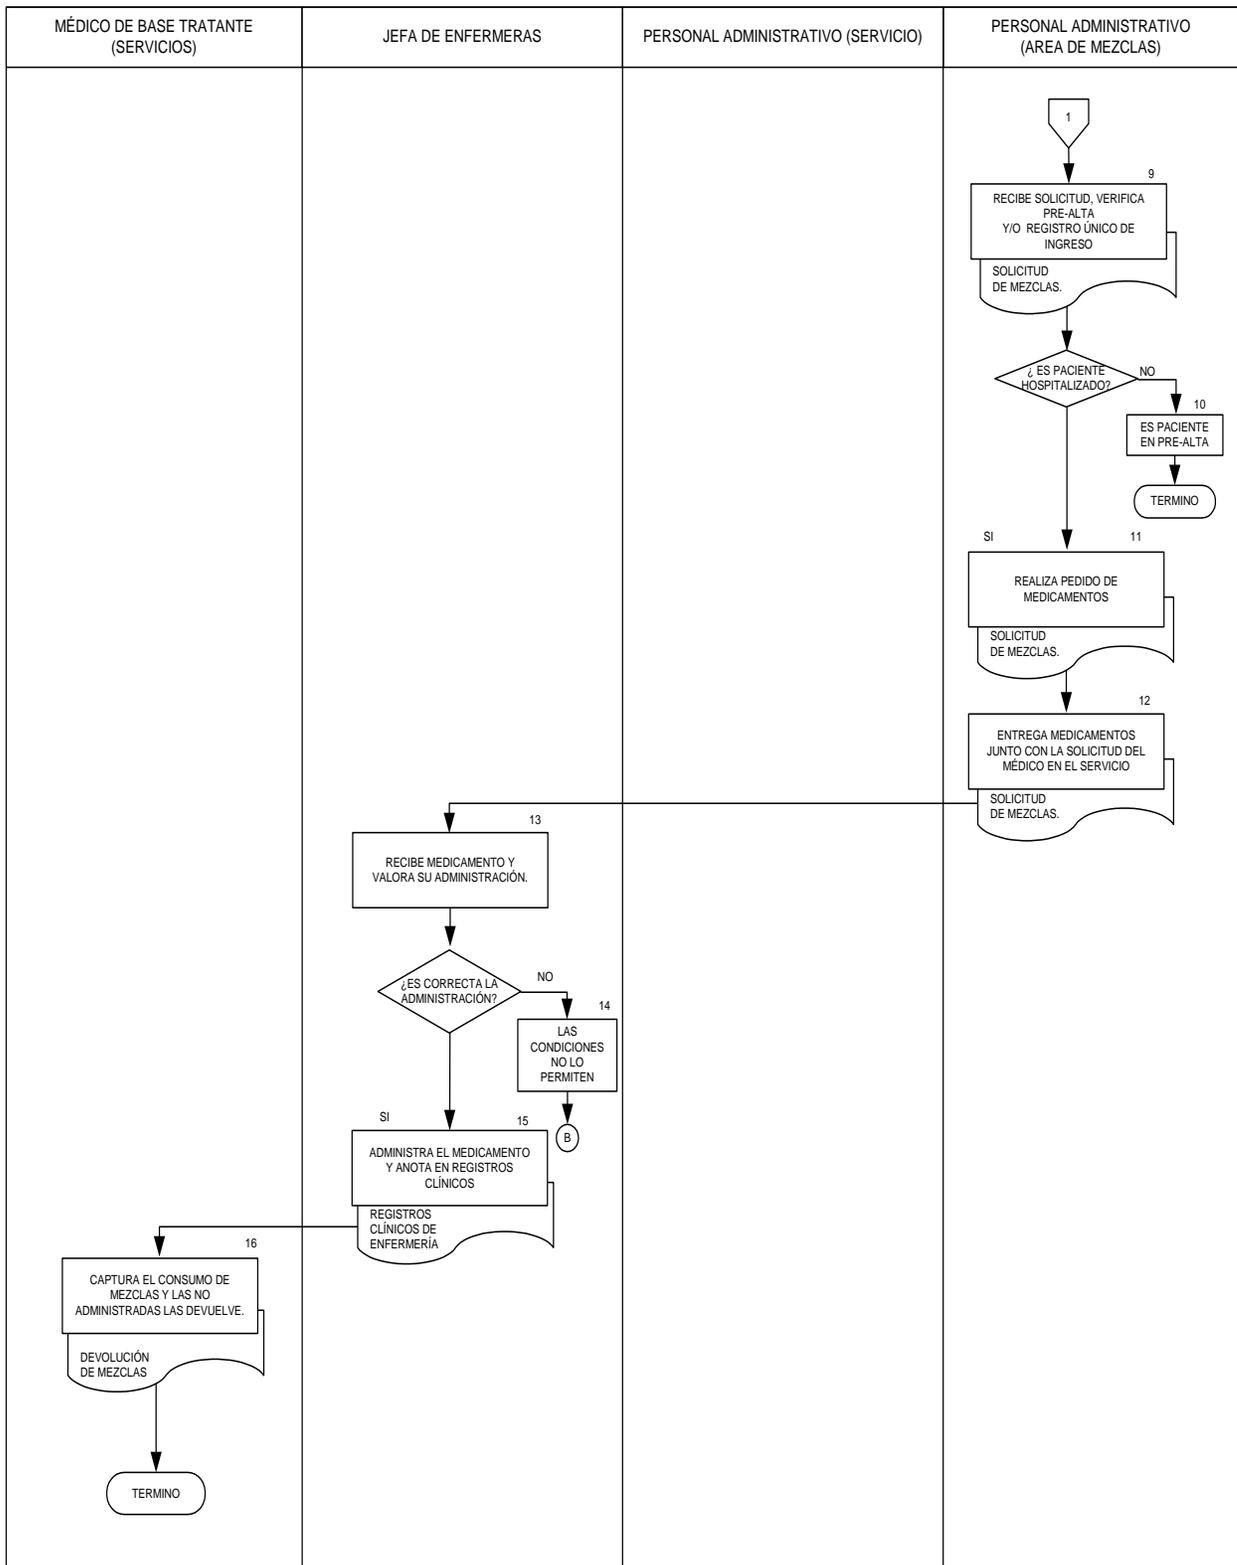 MÉDICO DE BASE TRATANTE
(SERVICIOS)
JEFA DE ENFERMERAS
PERSONAL ADMINISTRATIVO (SERVICIO)
PERSONAL ADMINISTRATIVO
(AREA DE MEZCLAS)
1
9
RECIBE SOLICITUD, VERIFICA
PRE-ALTA
Y/O REGISTRO ÚNICO DE
INGRESO
SOLICITUD
DE MEZCLAS.
¿ ES PACIENTE
HOSPITALIZADO?
NO
10
ES PACIENTE
EN PRE-ALTA
TERMINO
SI
11
REALIZA PEDIDO DE
MEDICAMENTOS
SOLICITUD
DE MEZCLAS.
12
ENTREGA MEDICAMENTOS
JUNTO CON LA SOLICITUD DEL
MÉDICO EN EL SERVICIO
SOLICITUD
DE MEZCLAS.
13
RECIBE MEDICAMENTO Y
VALORA SU ADMINISTRACIÓN.
¿ES CORRECTA LA
ADMINISTRACIÓN?
NO
14
LAS
CONDICIONES
NO LO
PERMITEN
B
SI
15
ADMINISTRA EL MEDICAMENTO
Y ANOTA EN REGISTROS
CLÍNICOS
REGISTROS
CLÍNICOS DE
ENFERMERÍA
16
CAPTURA EL CONSUMO DE
MEZCLAS Y LAS NO
ADMINISTRADAS LAS DEVUELVE.
DEVOLUCIÓN
DE MEZCLAS
TERMINO